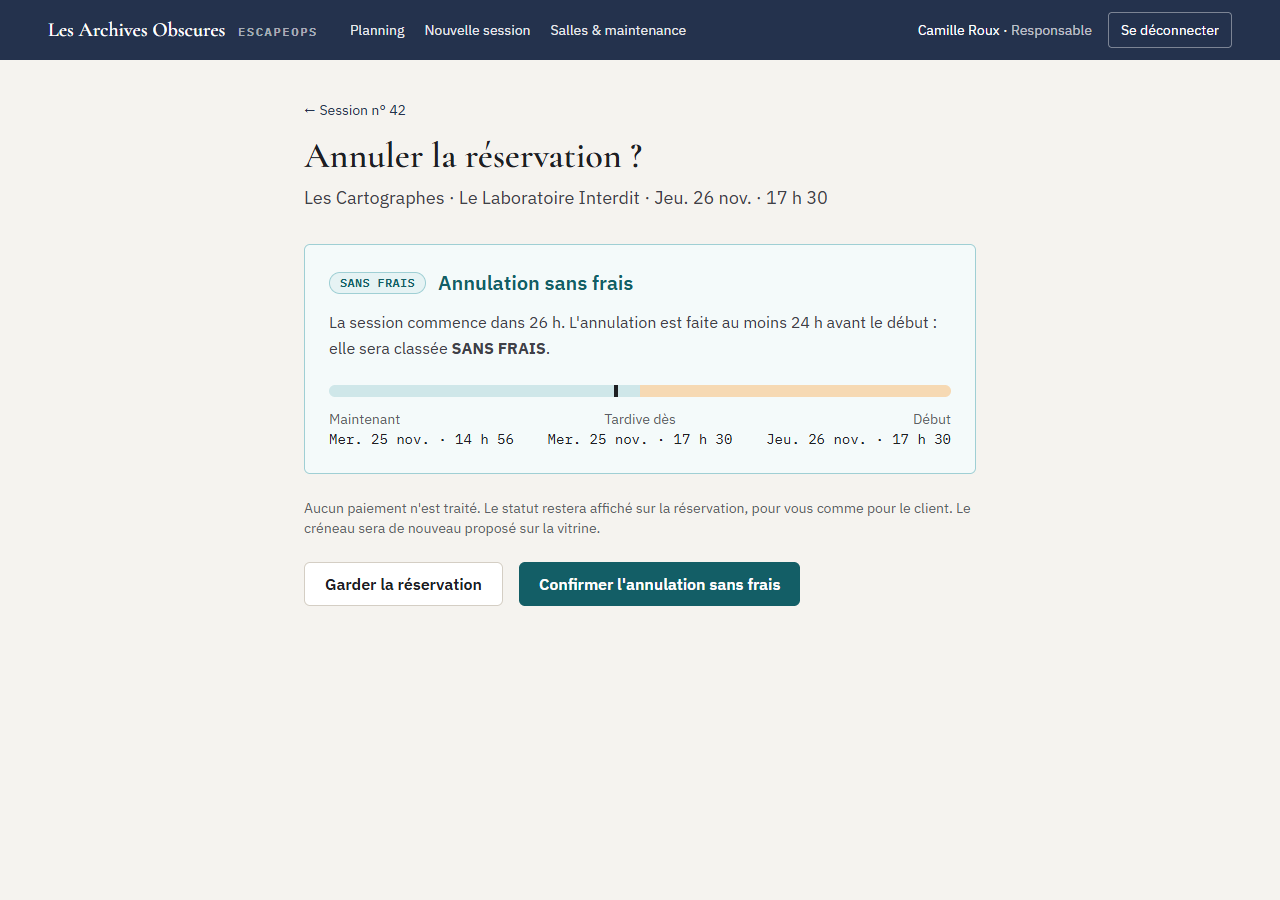 Les Archives Obscures ESCAPEOPS Planning Nouvelle session Salles & maintenance Camille Roux · Responsable Se déconnecter
← Session n° 42
Annuler la réservation ?
Les Cartographes · Le Laboratoire Interdit · Jeu. 26 nov. · 17 h 30
SANS FRAIS Annulation sans frais
La session commence dans 26 h. L'annulation est faite au moins 24 h avant le début :
elle sera classée SANS FRAIS.
Maintenant Tardive dès Début
Mer. 25 nov. · 14 h 56 Mer. 25 nov. · 17 h 30 Jeu. 26 nov. · 17 h 30
Aucun paiement n'est traité. Le statut restera affiché sur la réservation, pour vous comme pour le client. Le
créneau sera de nouveau proposé sur la vitrine.
Garder la réservation Confirmer l'annulation sans frais